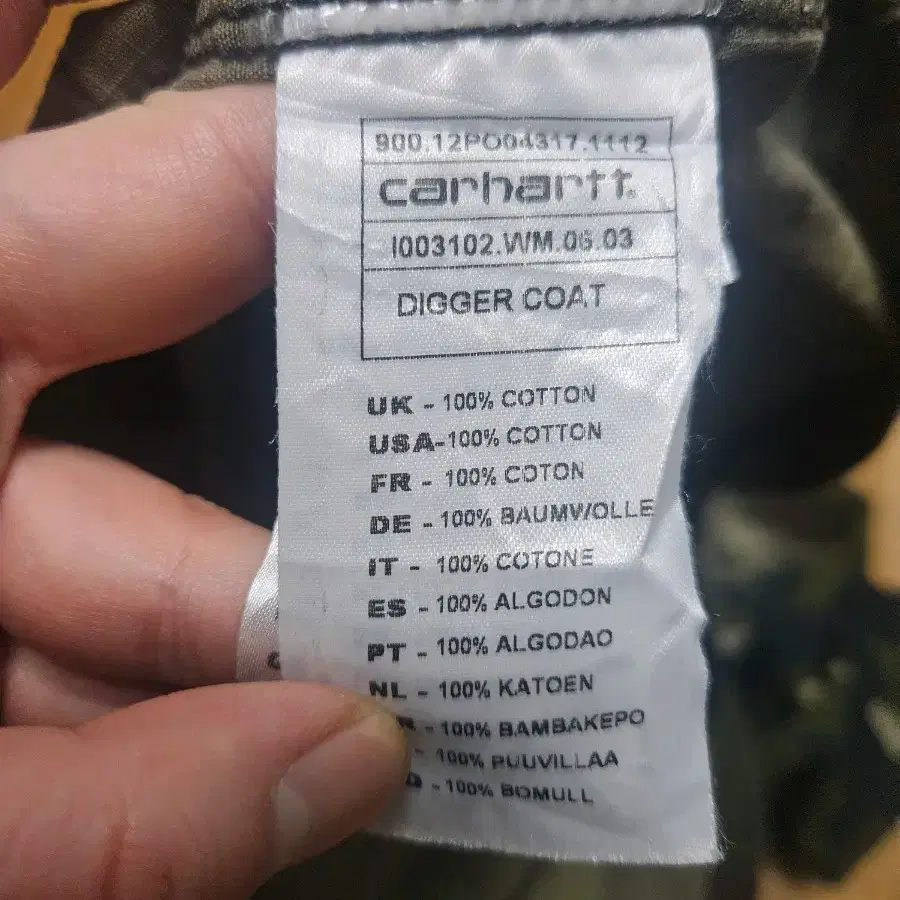 900.12PO04317.1112
carhartt.
I003102.WM.06.03
DIGGER COAT
UK - 100% COTTON
USA-100% COTTON
FR - 100% COTON
DE - 100% BAUMWOLLE
IT - 100% COTONE
ES - 100% ALGODON
PT - 100% ALGODAO
NL - 100% KATOEN
- 100% BAMBAKEPO
- 100% PUUVILLAA
- 100% BOMULL